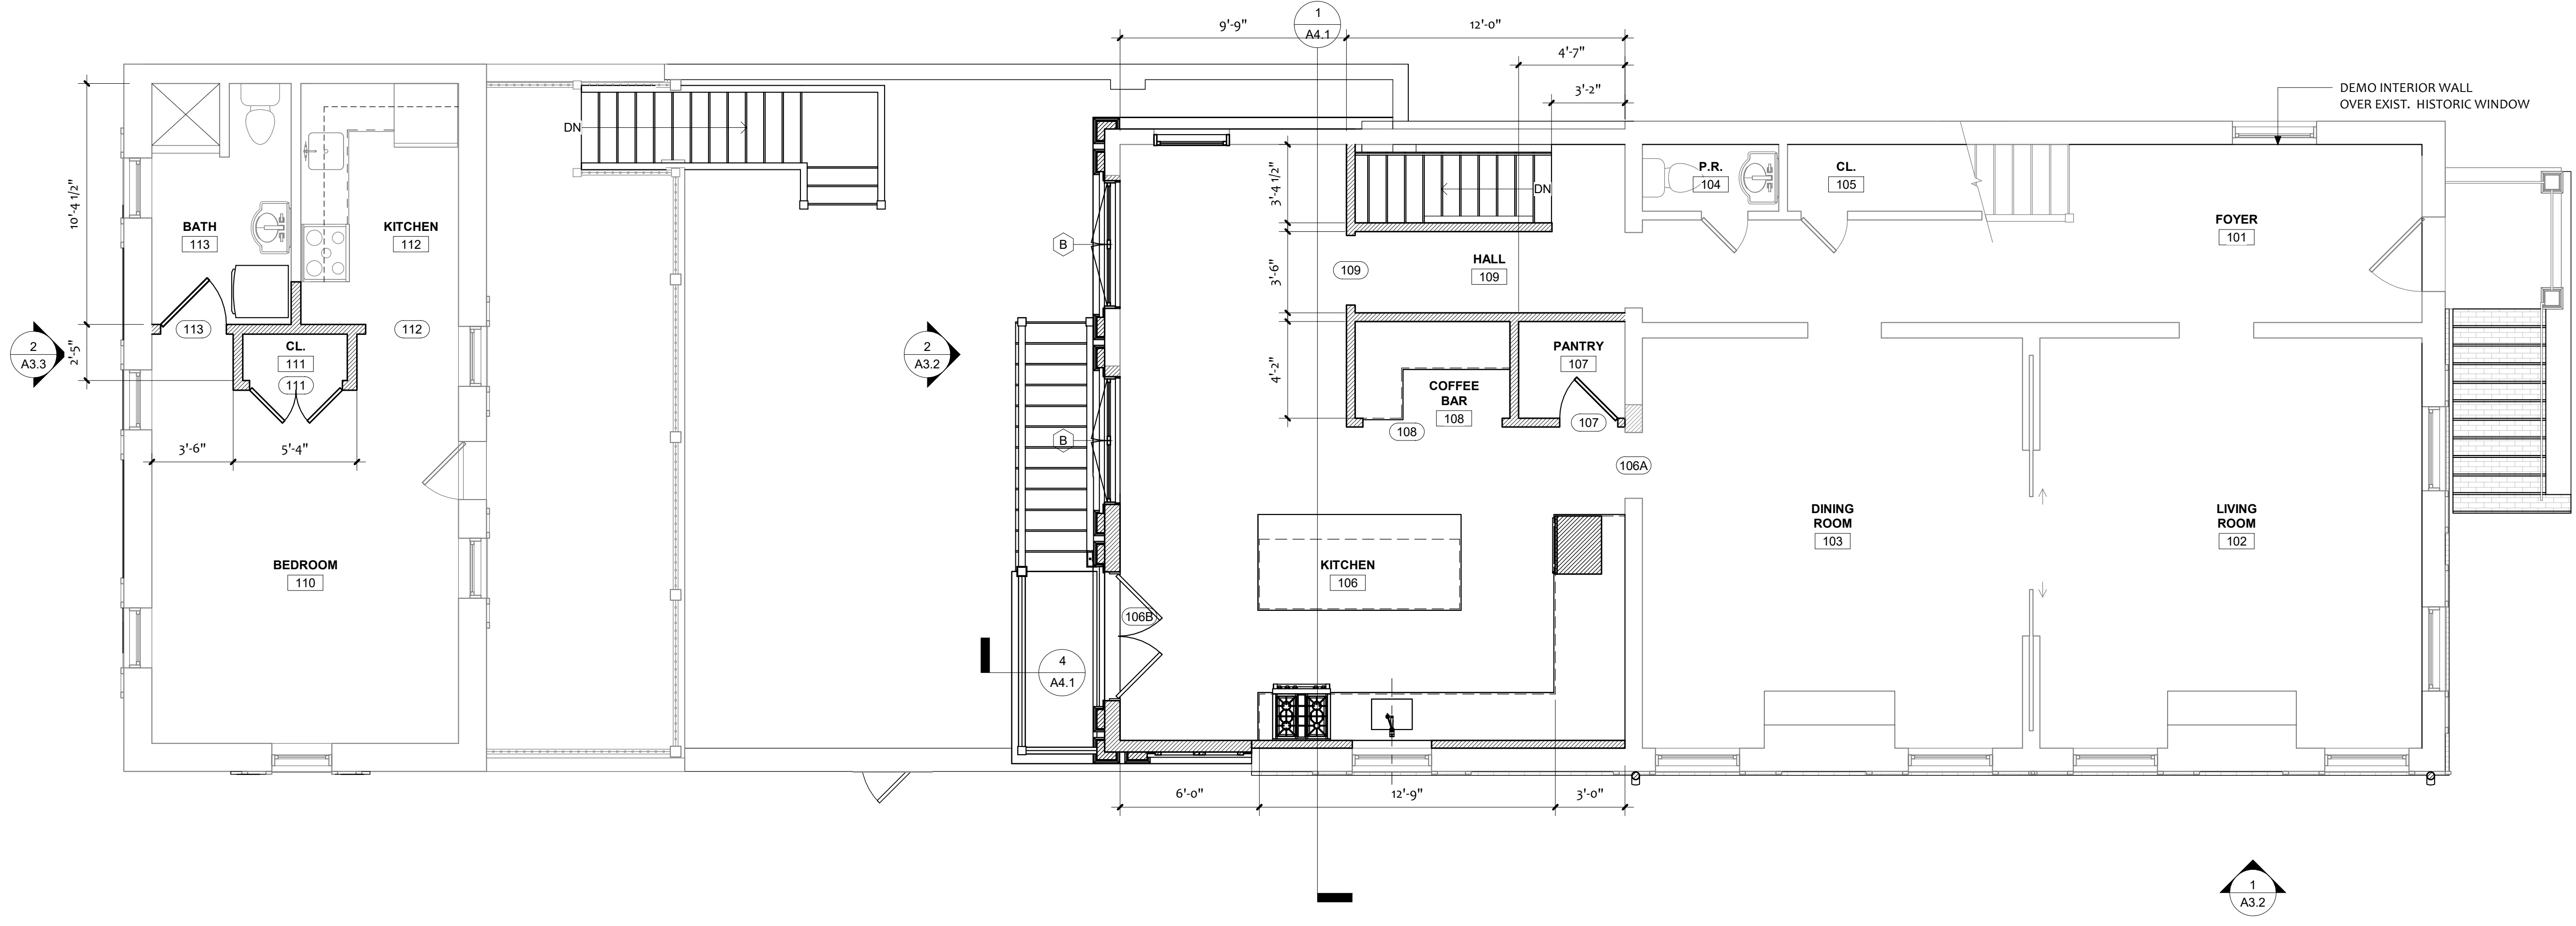 1
A4.1
9'-9"
12'-0"
4'-7"
3'-2"
DEMO INTERIOR WALL
OVER EXIST. HISTORIC WINDOW
DN
10'-4 1/2"
BATH
113
KITCHEN
112
113
112
2
A3.3
2'-5"
CL.
111
111
3'-6"
5'-4"
BEDROOM
110
2
A3.2
B
B
3'-4 1/2"
DN
109
3'-6"
HALL
109
P.R.
104
CL.
105
FOYER
101
4'-2"
PANTRY
107
COFFEE
BAR
108
108
107
106A
KITCHEN
106
106B
4
A4.1
DINING
ROOM
103
LIVING
ROOM
102
6'-0"
12'-9"
3'-0"
1
A3.2